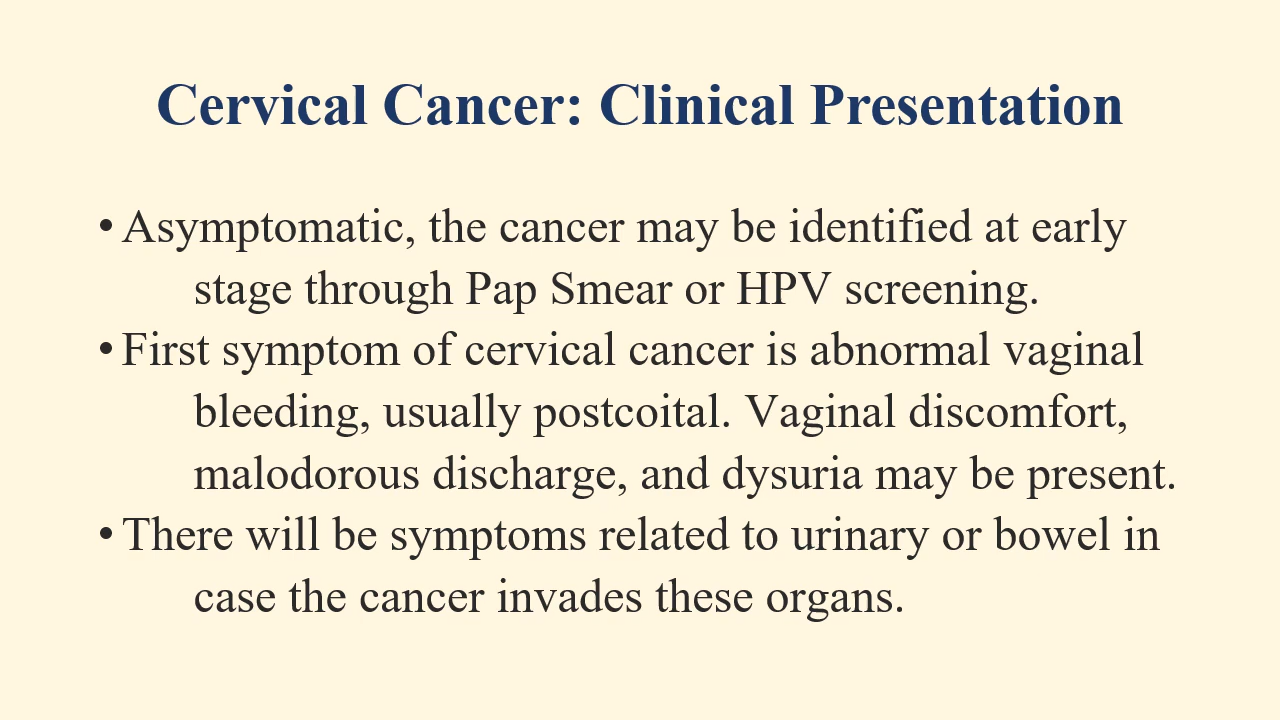 Cervical Cancer: Clinical Presentation
• Asymptomatic, the cancer may be identified at early
stage through Pap Smear or HPV screening.
• First symptom of cervical cancer is abnormal vaginal
bleeding, usually postcoital. Vaginal discomfort,
malodorous discharge, and dysuria may be present.
• There will be symptoms related to urinary or bowel in
case the cancer invades these organs.